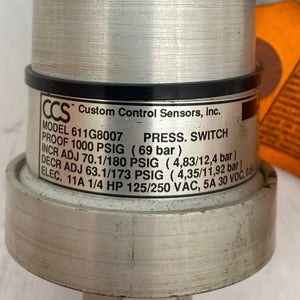 CCS™ Custom Control Sensors, Inc.
MODEL 611G8007 PRESS. SWITCH
PROOF 1000 PSIG ( 69 bar )
INCR ADJ 70.1/180 PSIG ( 4,83/12,4 bar )
DECR ADJ 63.1/173 PSIG ( 4,35/11,92 bar )
ELEC. 11A 1/4 HP 125/250 VAC, 5A 30 VDC,